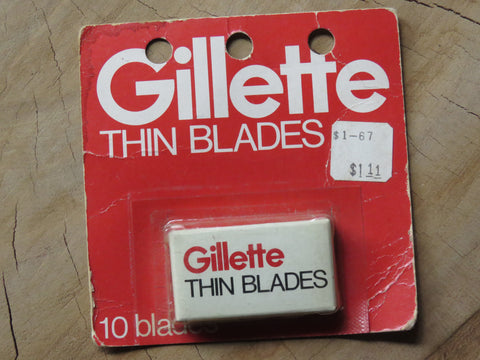 Gillette
THIN BLADES
$1-67
$1.11
Gillette
THIN BLADES
10 blades